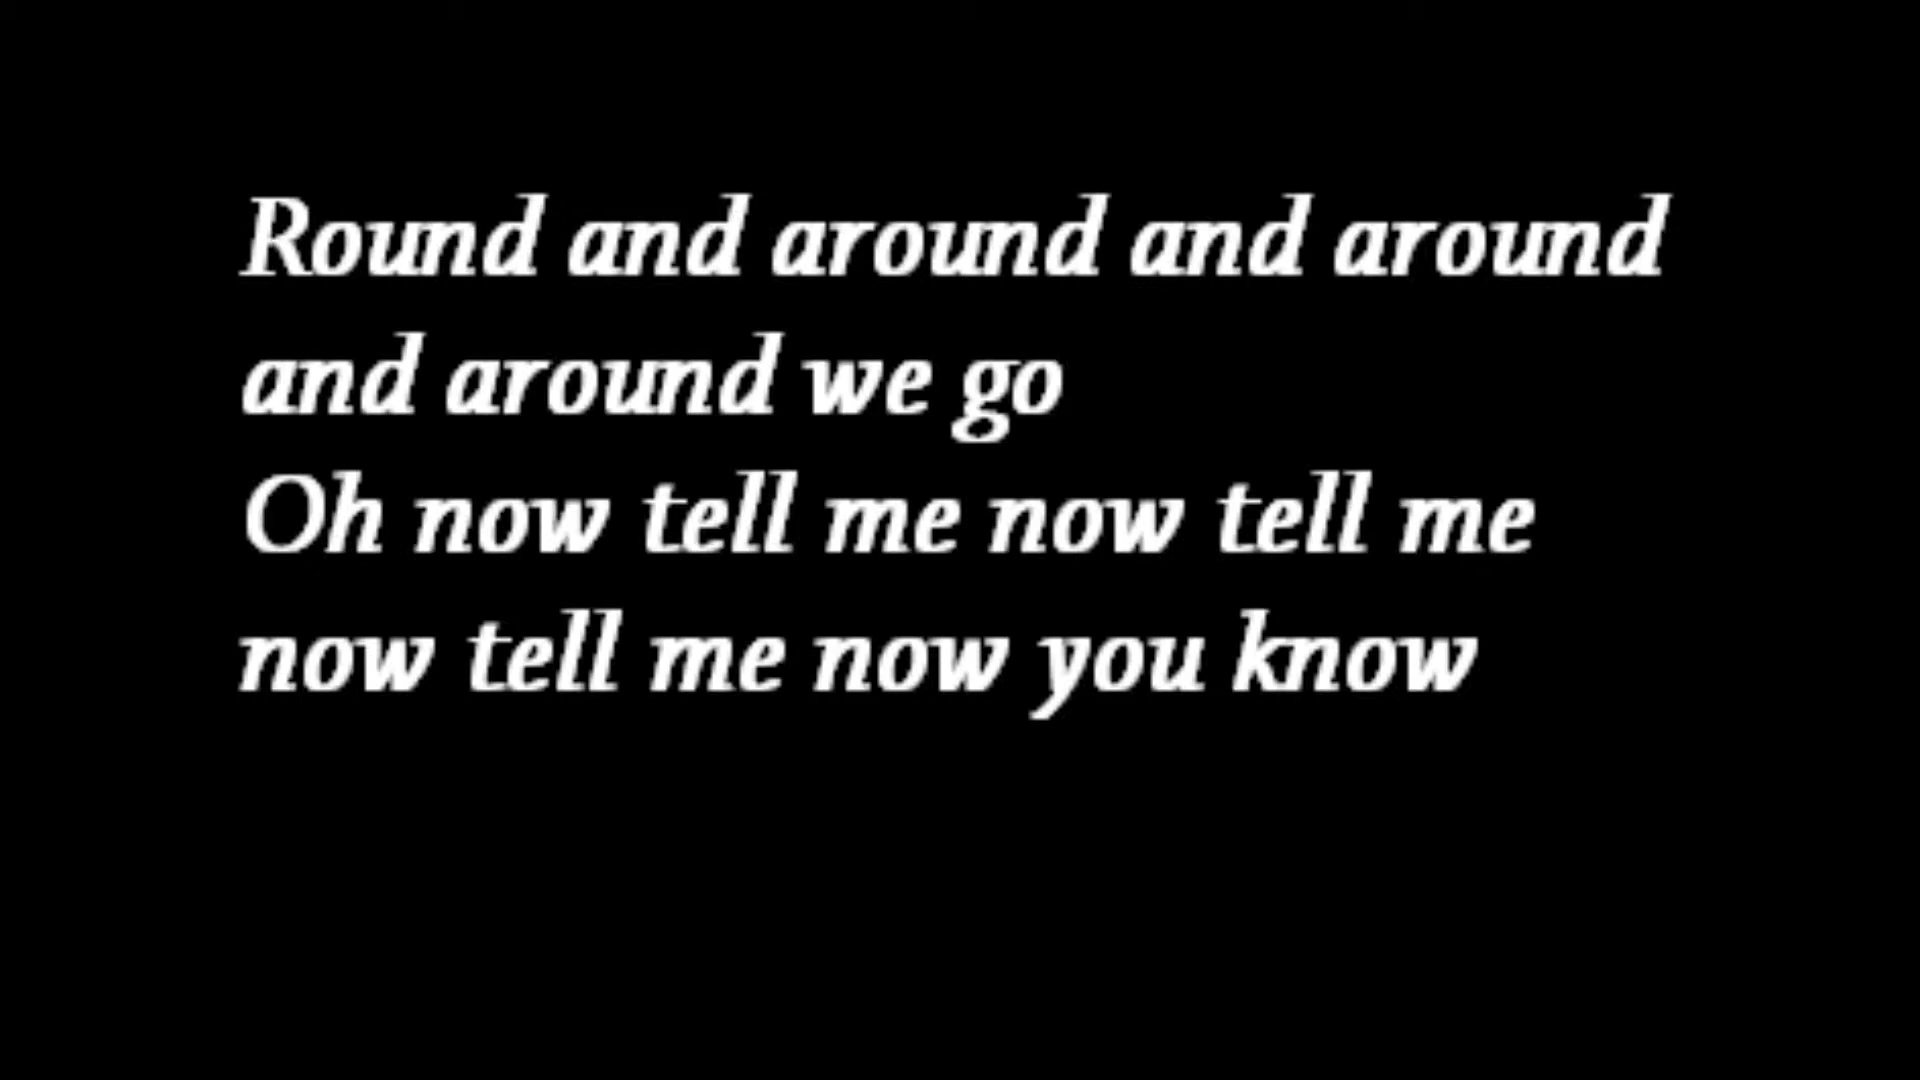 Round and around and around
and around we go
Oh now tell me now tell me
now tell me now you know